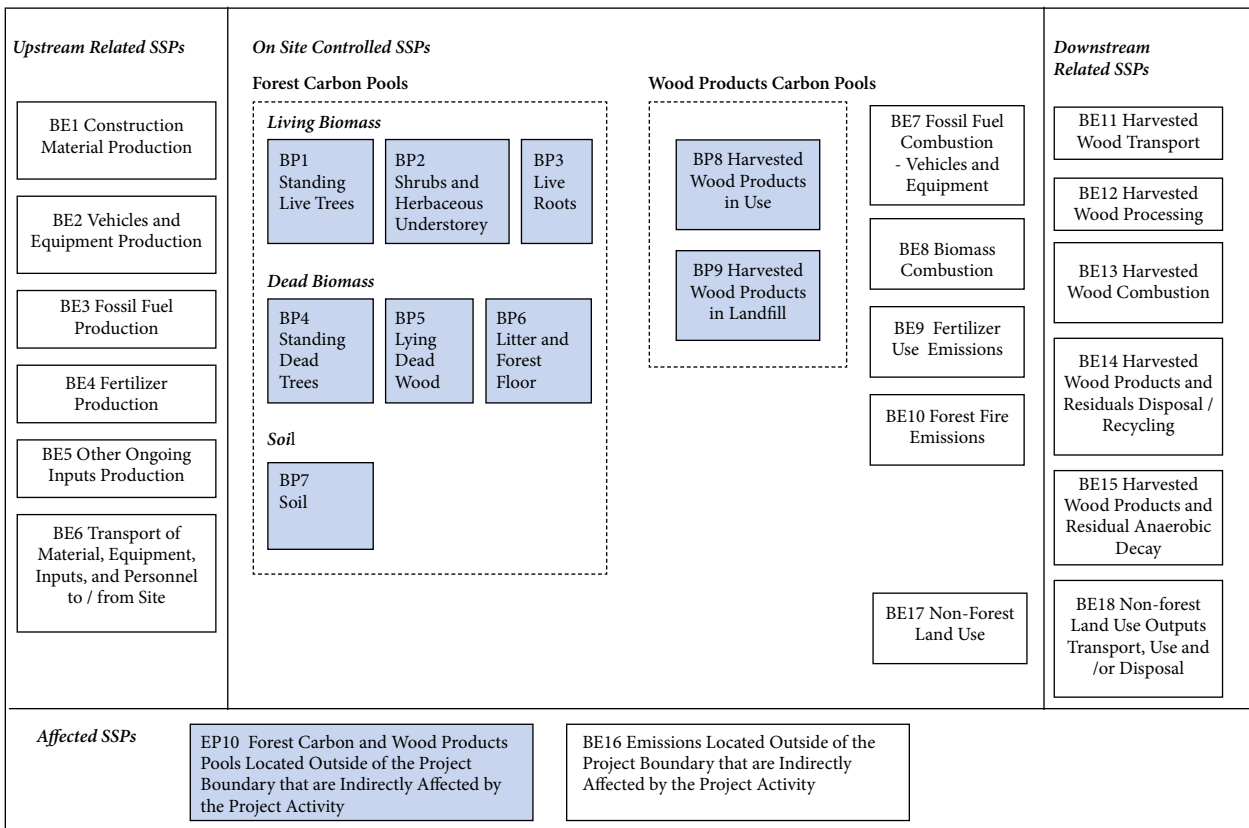 Upstream Related SSPs
BE1 Construction
Material Production
BE2 Vehicles and
Equipment Production
BE3 Fossil Fuel
Production
BE4 Fertilizer
Production
BE5 Other Ongoing
Inputs Production
BE6 Transport of
Material, Equipment,
Inputs, and Personnel
to / from Site
On Site Controlled SSPs
Forest Carbon Pools
Living Biomass
BP1
Standing
Live Trees
BP2
Shrubs and
Herbaceous
Understorey
BP3
Live
Roots
Dead Biomass
BP4
Standing
Dead
Trees
BP5
Lying
Dead
Wood
BP6
Litter and
Forest
Floor
Soil
BP7
Soil
Wood Products Carbon Pools
BP8 Harvested
Wood Products
in Use
BP9 Harvested
Wood Products
in Landfill
BE7 Fossil Fuel
Combustion
- Vehicles and
Equipment
BE8 Biomass
Combustion
BE9 Fertilizer
Use Emissions
BE10 Forest Fire
Emissions
BE17 Non-Forest
Land Use
Downstream
Related SSPs
BE11 Harvested
Wood Transport
BE12 Harvested
Wood Processing
BE13 Harvested
Wood Combustion
BE14 Harvested
Wood Products and
Residuals Disposal /
Recycling
BE15 Harvested
Wood Products and
Residual Anaerobic
Decay
BE18 Non-forest
Land Use Outputs
Transport, Use and
/or Disposal
Affected SSPs
EP10 Forest Carbon and Wood Products
Pools Located Outside of the Project
Boundary that are Indirectly Affected by
the Project Activity
BE16 Emissions Located Outside of the
Project Boundary that are Indirectly
Affected by the Project Activity